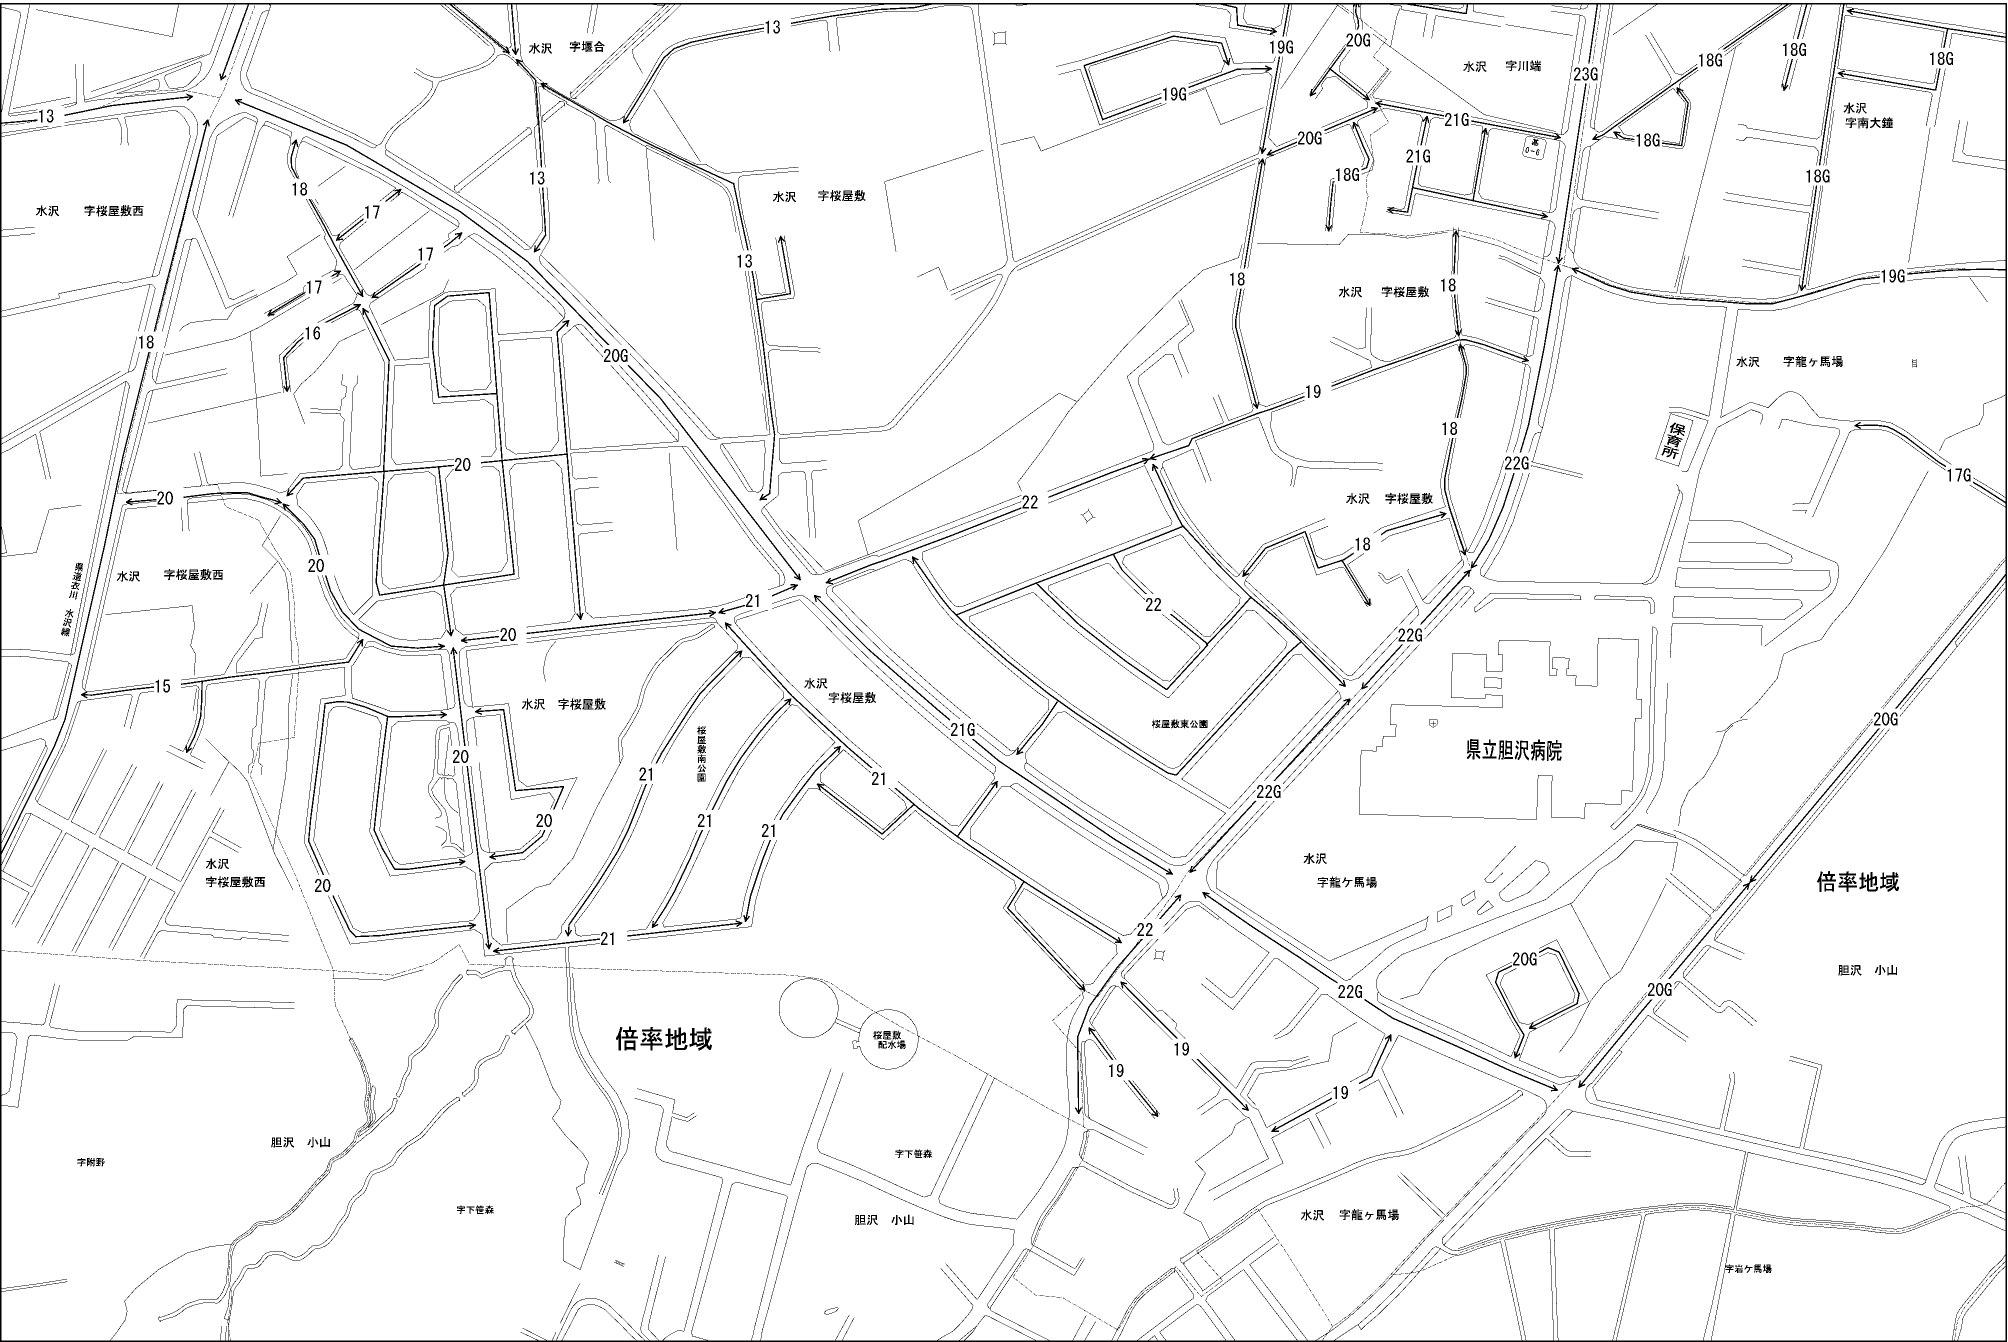 13
水沢 字堰合
13
19G
20G
水沢 字川端
23G
18G
18G
18G
水沢
字南大鐘
19G
21G
基
0-6
18G
20G
21G
18G
18G
水沢 字桜屋敷西
18
17
13
水沢 字桜屋敷
17
17
13
16
18
18
水沢 字桜屋敷
18
19G
18
20G
水沢 字龍ヶ馬場
19
保育所
18
22G
17G
20
20
20
22
水沢 字桜屋敷
18
県道衣川 水沢線
水沢 字桜屋敷西
22
21
20
22G
15
水沢 字桜屋敷
水沢
字桜屋敷
20
桜屋敷南公園
21
21G
21
桜屋敷東公園
県立胆沢病院
20G
22G
20
21
21
20
水沢
字桜屋敷西
水沢
字龍ケ馬場
倍率地域
21
22
20G
22G
20G
胆沢 小山
倍率地域
桜屋敷
配水場
19
19
19
胆沢 小山
字附野
字下笹森
字下笹森
胆沢 小山
水沢 字龍ヶ馬場
字岩ケ馬場